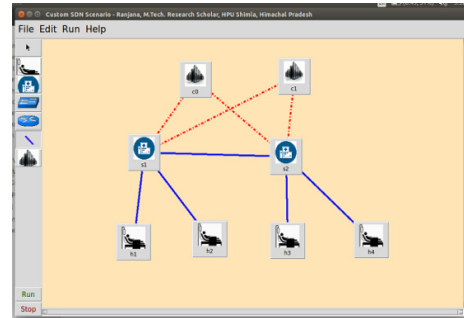 Custom SDN Scenario - Ranjana, M.Tech. Research Scholar, HPU Shimla, Himachal Pradesh
File Edit Run Help
c0
c1
s1
s2
h1
h2
h3
h4
Run
Stop